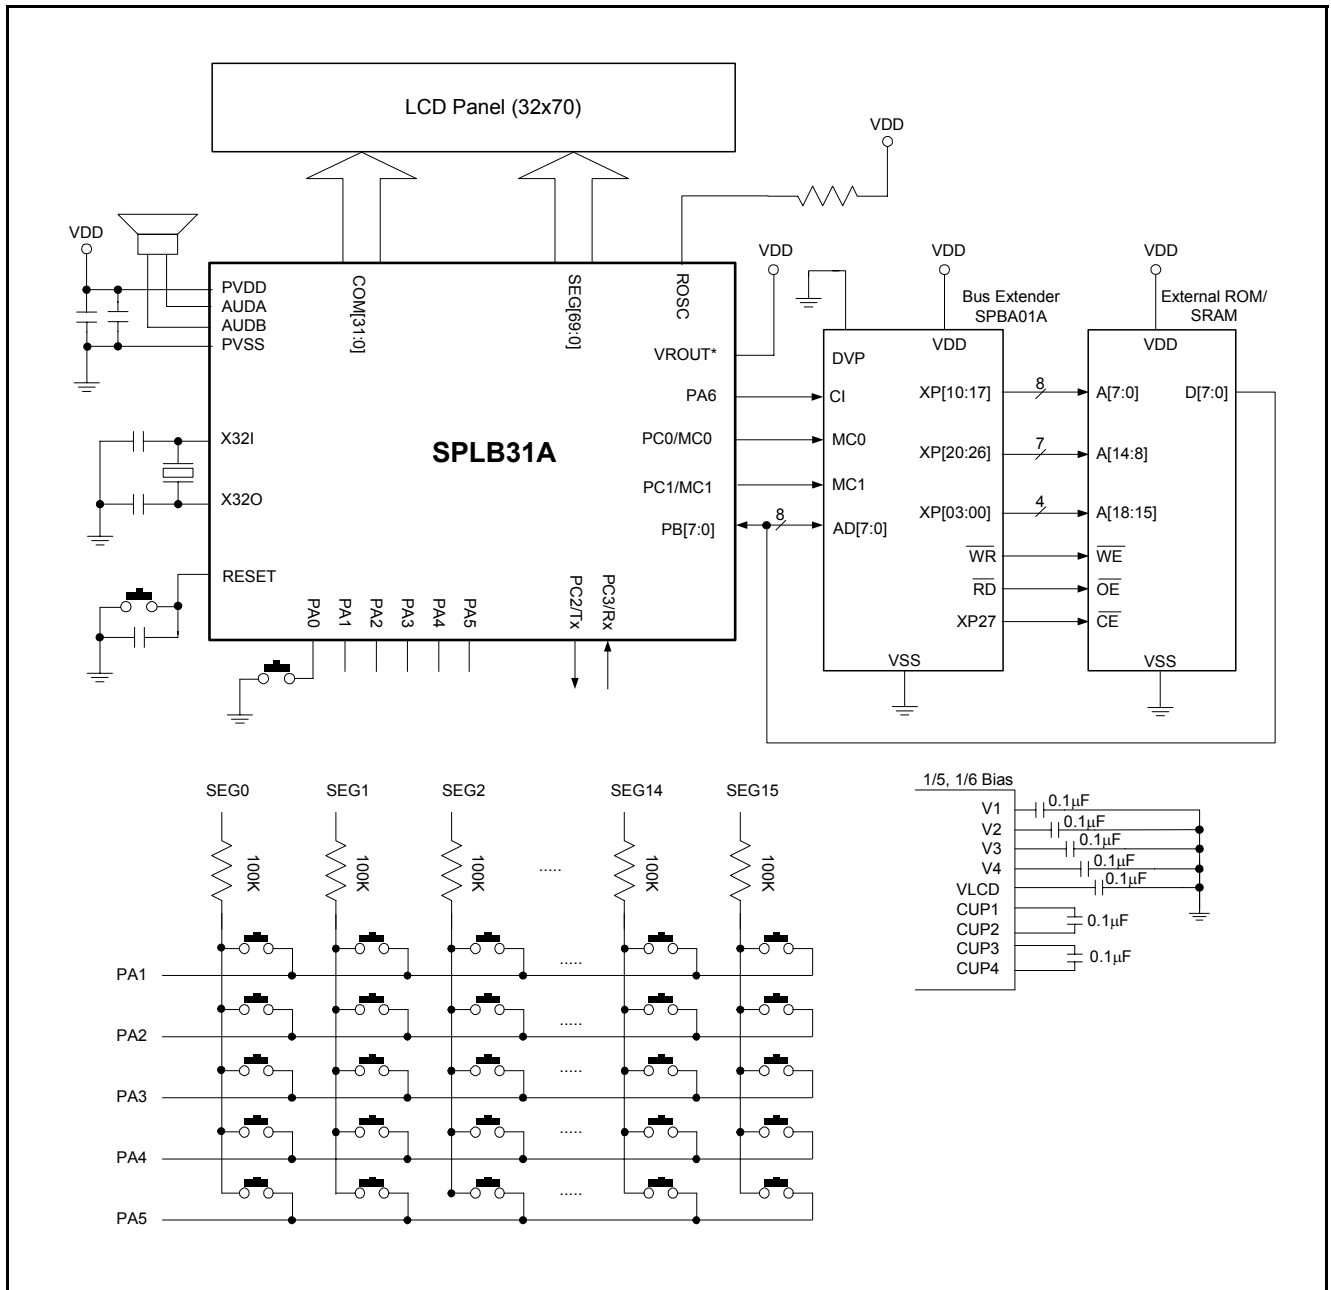 LCD Panel (32x70)
VDD
VDD
VDD
VDD
VDD
PVDD
AUDA
AUDB
PVSS
COM[31:0]
SEG[69:0]
ROSC
VROUT*
PA6
PC0/MC0
PC1/MC1
PB[7:0]
X32I
X32O
RESET
SPLB31A
PA0
PA1
PA2
PA3
PA4
PA5
PC2/Tx
PC3/Rx
8
Bus Extender
SPBA01A
VDD
DVP
CI
MC0
MC1
AD[7:0]
XP[10:17]
XP[20:26]
XP[03:00]
WR
RD
XP27
VSS
8
7
4
External ROM/
SRAM
VDD
A[7:0]
D[7:0]
A[14:8]
A[18:15]
WE
OE
CE
VSS
SEG0
SEG1
SEG2
SEG14
SEG15
100K
100K
100K
.....
100K
100K
PA1
.....
PA2
.....
PA3
.....
PA4
.....
PA5
.....
1/5, 1/6 Bias
V1
0.1µF
V2
0.1µF
V3
0.1µF
V4
0.1µF
VLCD
0.1µF
CUP1
CUP2
0.1µF
CUP3
CUP4
0.1µF